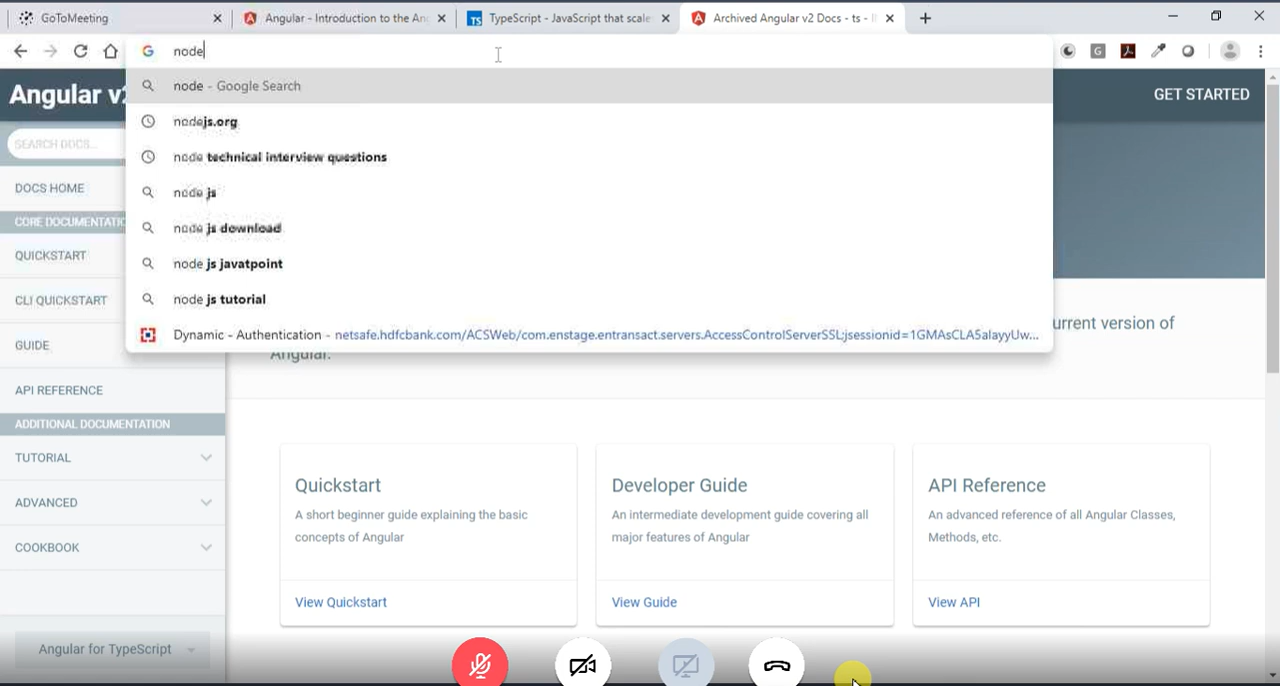 GoToMeeting
Angular - Introduction to the An
TypeScript - JavaScript that scale
Archived Angular v2 Docs - ts -
node
node - Google Search
nodejs.org
node technical interview questions
node js
node js download
node js javatpoint
node js tutorial
Dynamic - Authentication - netsafe.hdfcbank.com/ACSWeb/com.enstage.entransact.servers.AccessControlServerSSL;jsessionid=1GMAsCLA5alayyUw...
Angular v2
GET STARTED
SEARCH DOCS...
DOCS HOME
CORE DOCUMENTATIO
QUICKSTART
CLI QUICKSTART
GUIDE
API REFERENCE
ADDITIONAL DOCUMENTATION
TUTORIAL
ADVANCED
COOKBOOK
Angular for TypeScript
urrent version of
Angular.
Quickstart
A short beginner guide explaining the basic
concepts of Angular
View Quickstart
Developer Guide
An intermediate development guide covering all
major features of Angular
View Guide
API Reference
An advanced reference of all Angular Classes,
Methods, etc.
View API